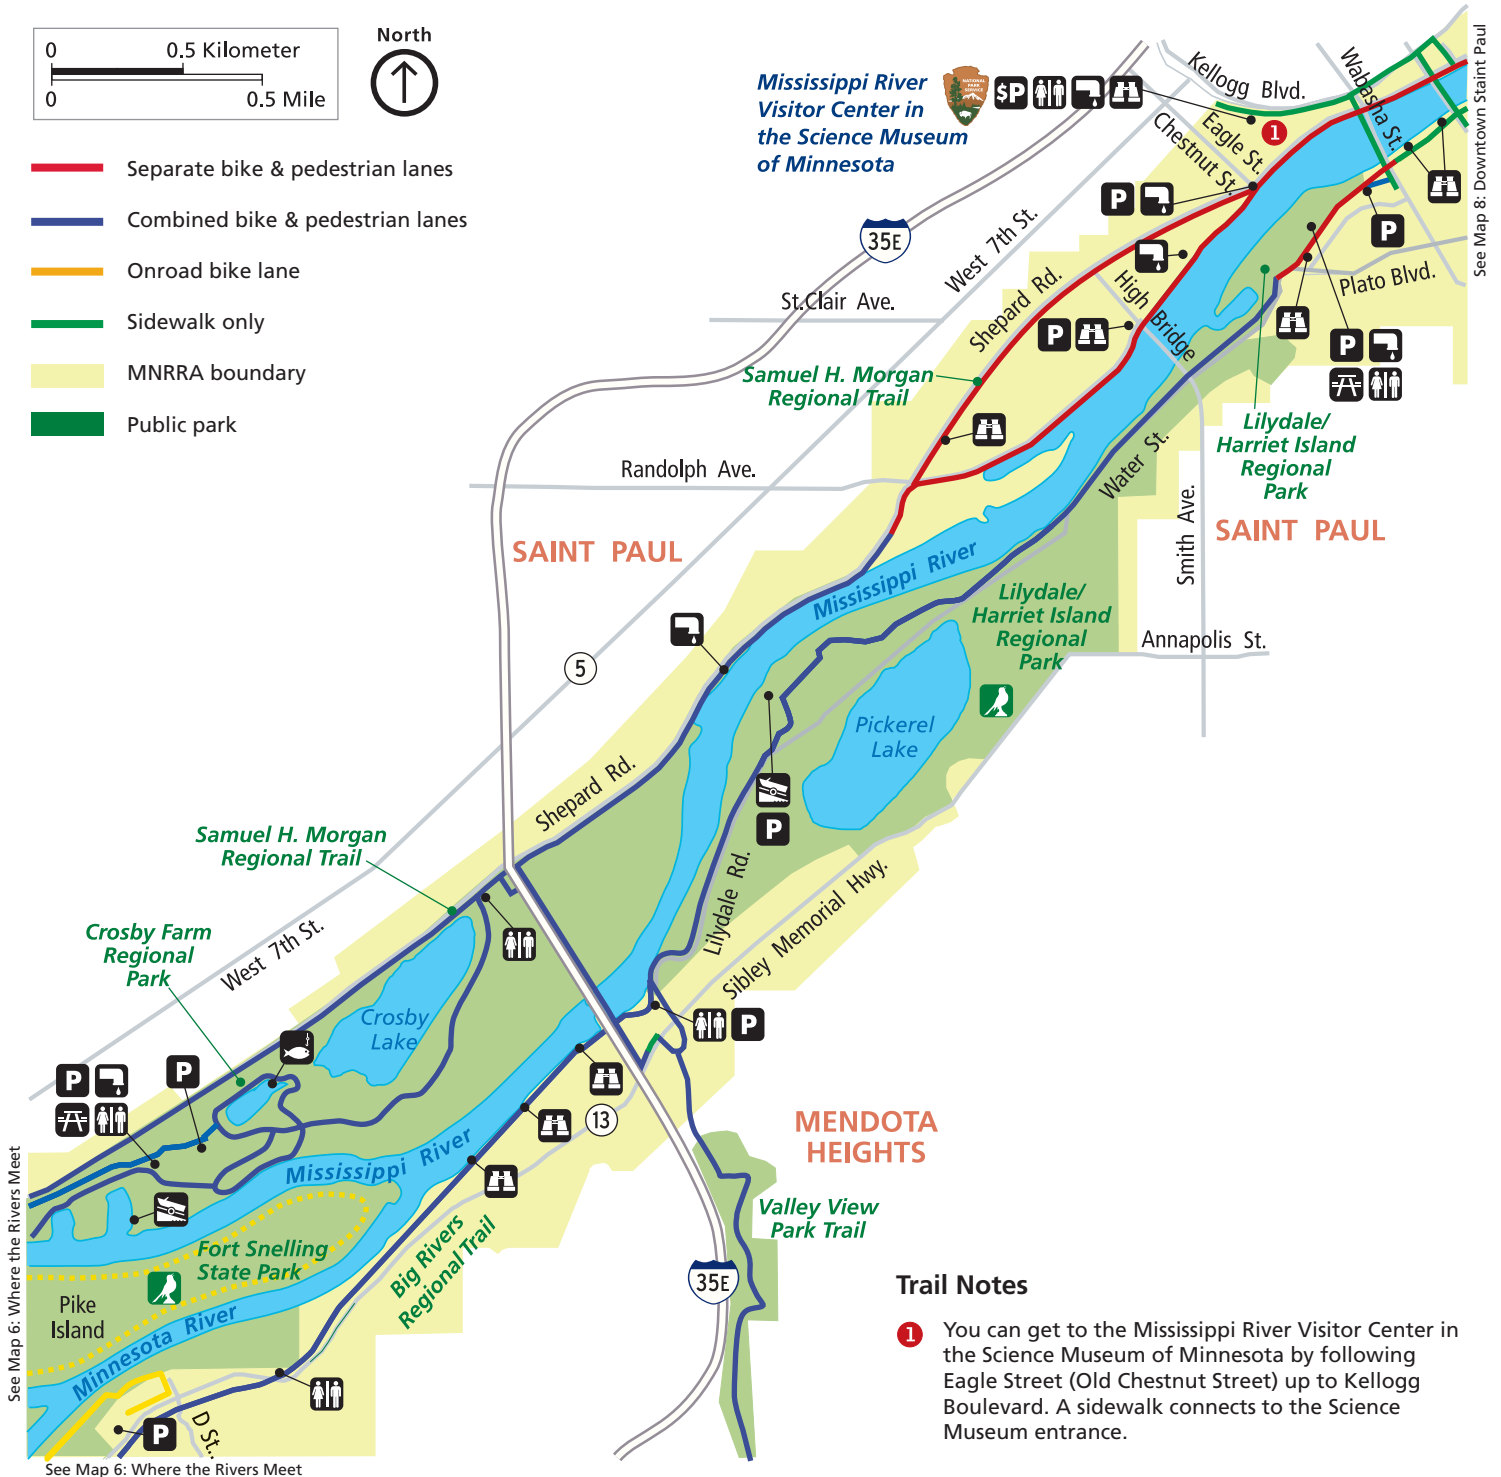 0 0.5 Kilometer
0 0.5 Mile
North
Separate bike & pedestrian lanes
Combined bike & pedestrian lanes
Onroad bike lane
Sidewalk only
MNRRA boundary
Public park
Mississippi River
Visitor Center in
the Science Museum
of Minnesota
NATIONAL
PARK
SERVICE
$P
Kellogg Blvd.
1
Eagle St.
Chestnut St.
Wabasha St.
See Map 8: Downtown Staint Paul
P
P
35E
West 7th St.
St.Clair Ave.
Shepard Rd.
High Bridge
Plato Blvd.
P
P
Samuel H. Morgan
Regional Trail
Lilydale/
Harriet Island
Regional
Park
Randolph Ave.
Water St.
Smith Ave.
SAINT PAUL
SAINT PAUL
Mississippi River
Lilydale/
Harriet Island
Regional
Park
Annapolis St.
5
Pickerel
Lake
P
Shepard Rd.
Lilydale Rd.
Sibley Memorial Hwy.
Samuel H. Morgan
Regional Trail
Crosby Farm
Regional
Park
West 7th St.
Crosby
Lake
P
P
P
13
MENDOTA
HEIGHTS
Mississippi River
Valley View
Park Trail
Big Rivers
Regional Trail
Fort Snelling
State Park
Pike
Island
Minnesota River
35E
D St..
P
See Map 6: Where the Rivers Meet
See Map 6: Where the Rivers Meet
Trail Notes
1 You can get to the Mississippi River Visitor Center in
the Science Museum of Minnesota by following
Eagle Street (Old Chestnut Street) up to Kellogg
Boulevard. A sidewalk connects to the Science
Museum entrance.